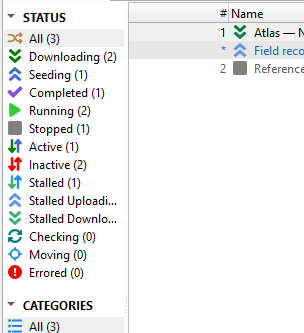 STATUS
All (3)
Downloading (2)
Seeding (1)
Completed (1)
Running (2)
Stopped (1)
Active (1)
Inactive (2)
Stalled (1)
Stalled Uploadi...
Stalled Downlo...
Checking (0)
Moving (0)
Errored (0)
CATEGORIES
All (3)
# Name
1 Atlas —
* Field reco
2 Reference